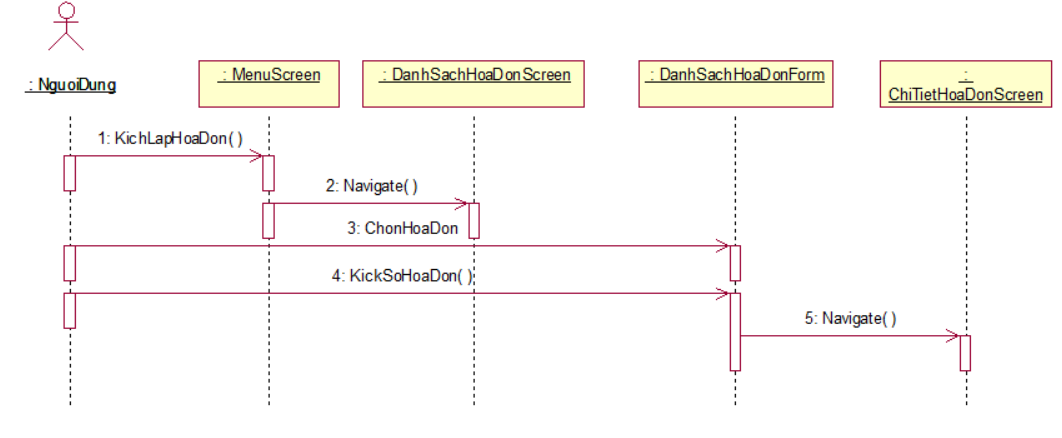 : NguoiDung
: MenuScreen
: DanhSachHoaDonScreen
: DanhSachHoaDonForm
:
ChiTietHoaDonScreen
1: KichLapHoaDon( )
2: Navigate( )
3: ChonHoaDon
4: KickSoHoaDon( )
5: Navigate( )